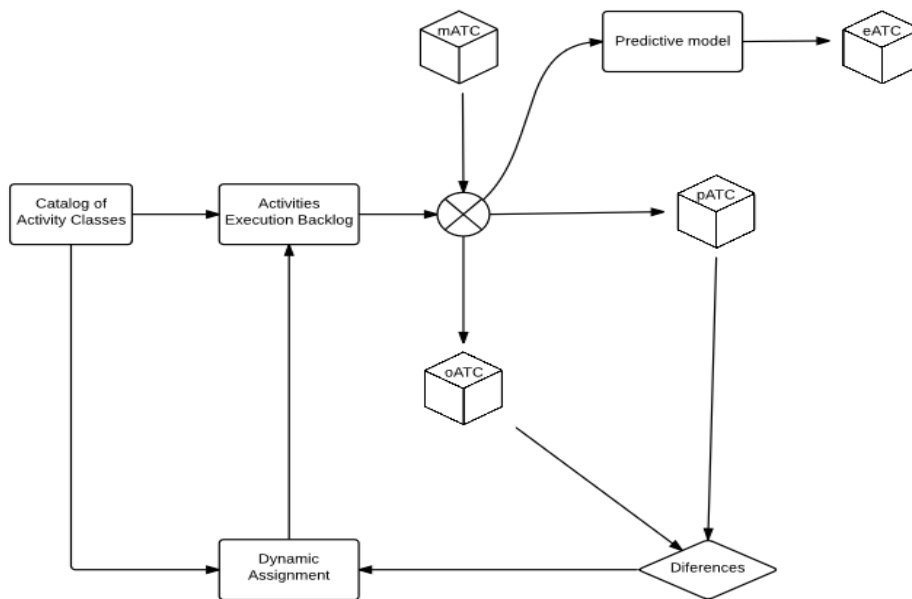 mATC
Predictive model
eATC
Catalog of
Activity Classes
Activities
Execution Backlog
pATC
oATC
Dynamic
Assignment
Diferences